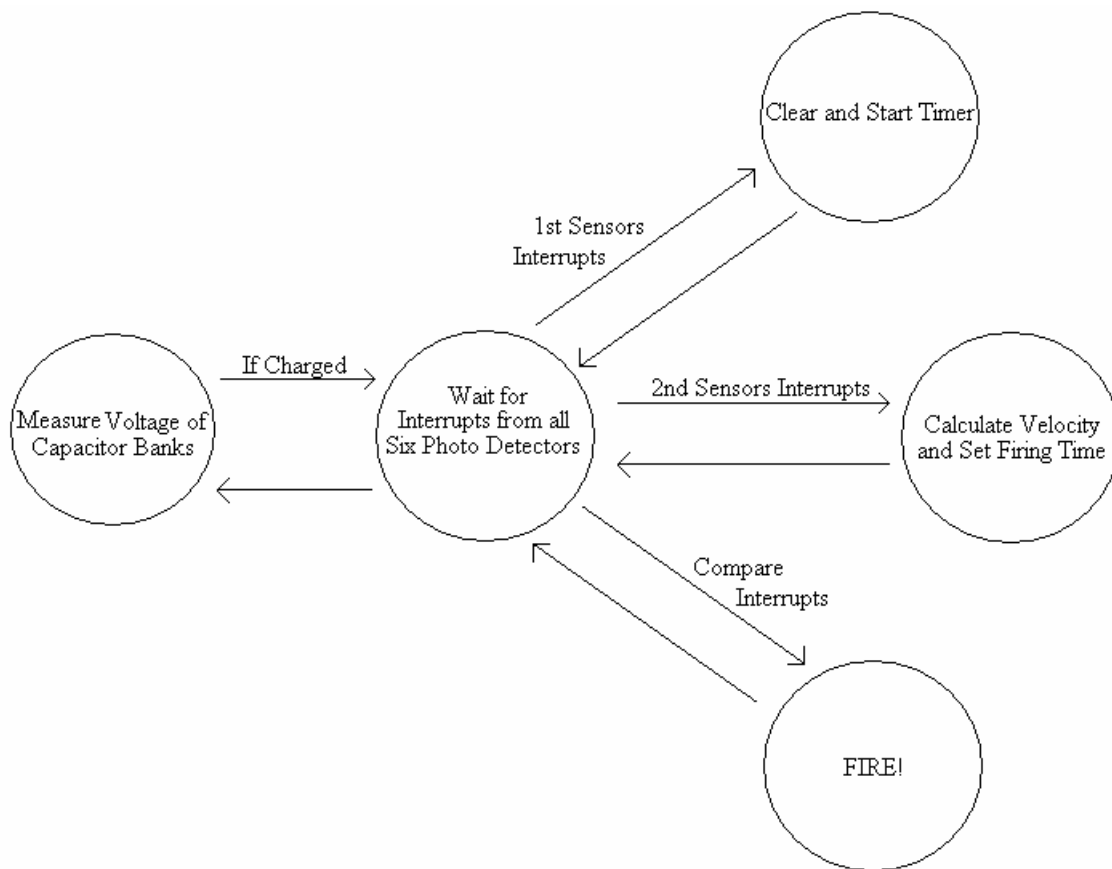 Clear and Start Timer
1st Sensors
Interrupts
If Charged
Measure Voltage of
Capacitor Banks
Wait for
Interrupts from all
Six Photo Detectors
2nd Sensors Interrupts
Calculate Velocity
and Set Firing Time
Compare
Interrupts
FIRE!